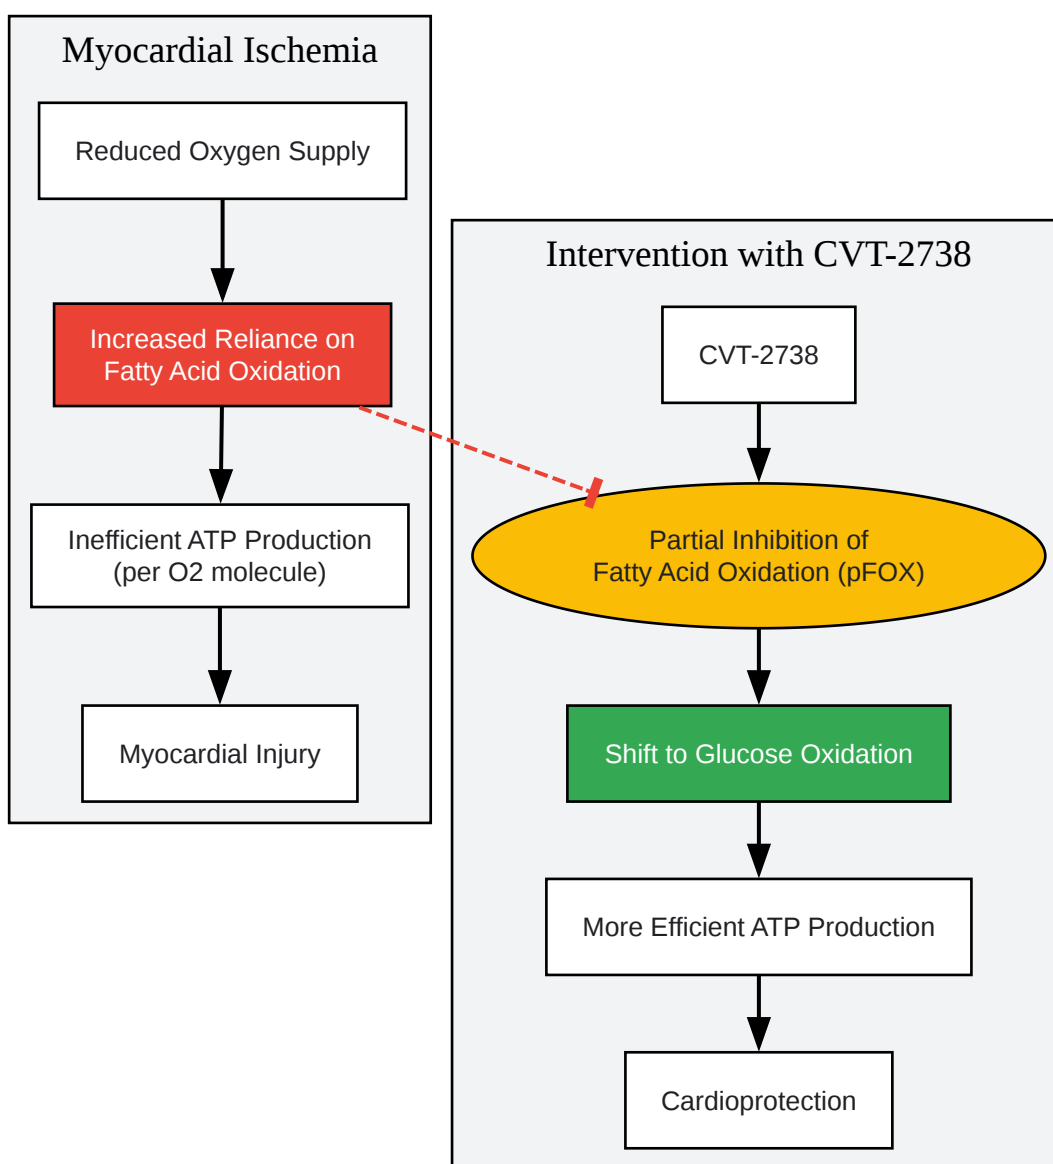 Myocardial Ischemia
Reduced Oxygen Supply
Increased Reliance on
Fatty Acid Oxidation
Inefficient ATP Production
(per O2 molecule)
Myocardial Injury
Intervention with CVT-2738
CVT-2738
Partial Inhibition of
Fatty Acid Oxidation (pFOX)
Shift to Glucose Oxidation
More Efficient ATP Production
Cardioprotection